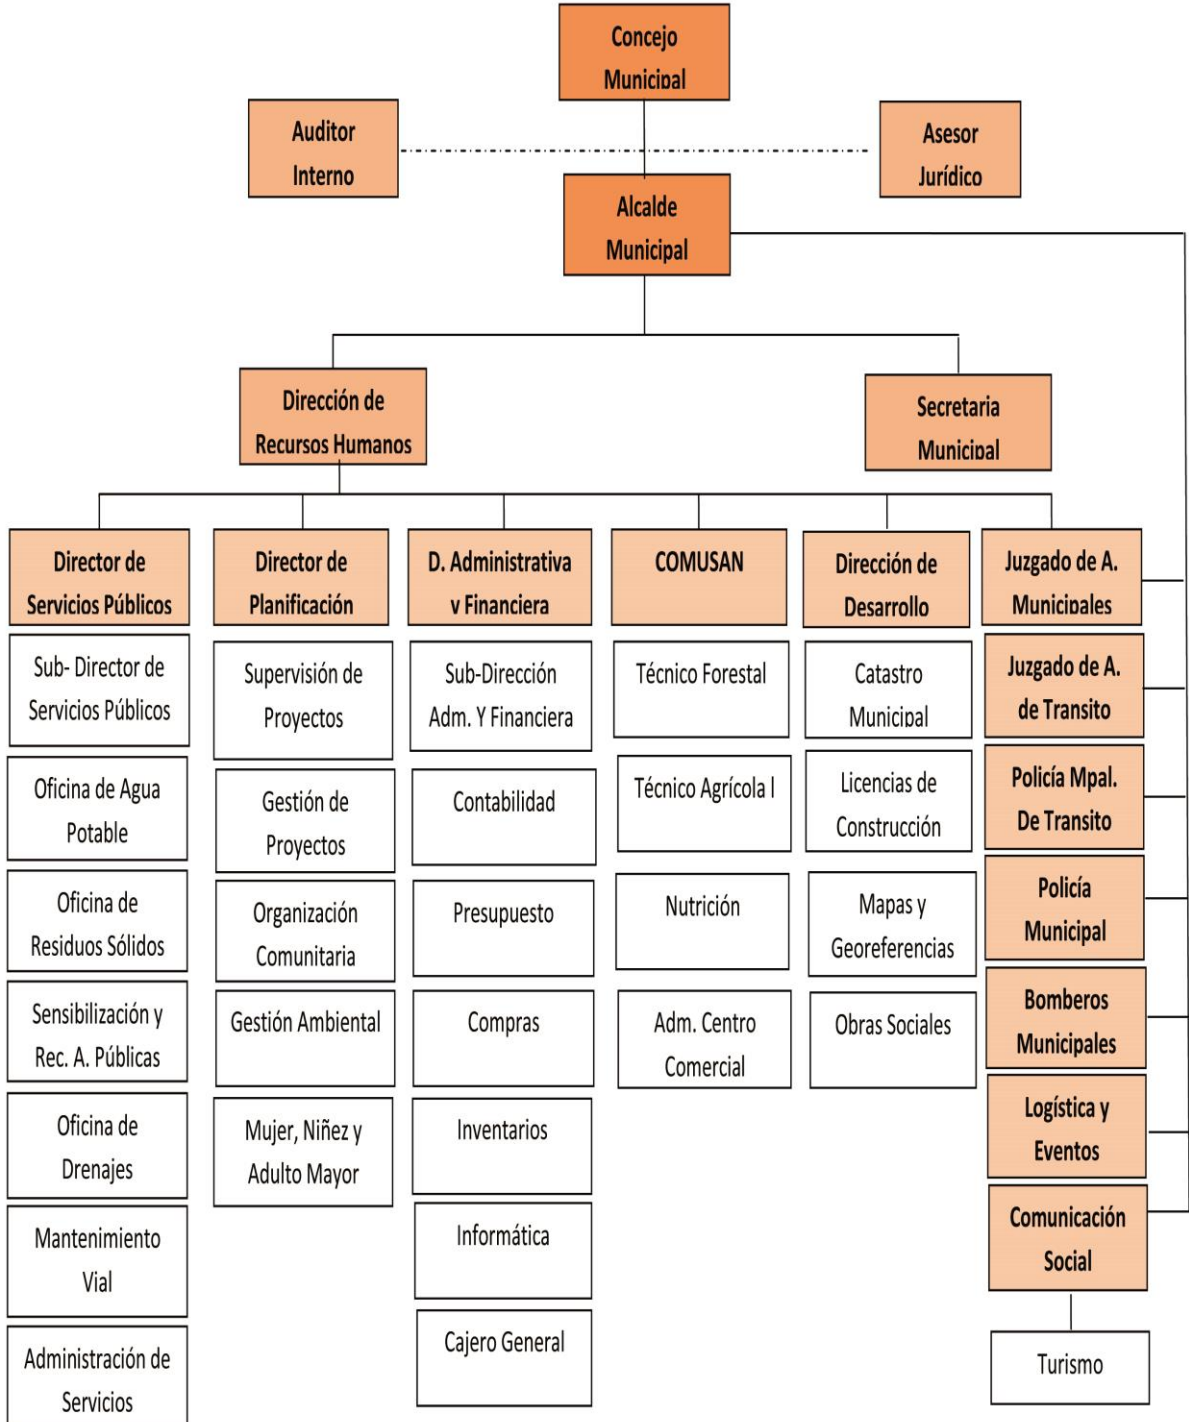 Concejo
Municipal
Auditor
Interno
Asesor
Jurídico
Alcalde
Municipal
Dirección de
Recursos Humanos
Secretaria
Municipal
Director de
Servicios Públicos
Director de
Planificación
D. Administrativa
y Financiera
COMUSAN
Dirección de
Desarrollo
Juzgado de A.
Municipales
Sub- Director de
Servicios Públicos
Oficina de Agua
Potable
Oficina de
Residuos Sólidos
Sensibilización y
Rec. A. Públicas
Oficina de
Drenajes
Mantenimiento
Vial
Administración de
Servicios
Supervisión de
Proyectos
Gestión de
Proyectos
Organización
Comunitaria
Gestión Ambiental
Mujer, Niñez y
Adulto Mayor
Sub-Dirección
Adm. Y Financiera
Contabilidad
Presupuesto
Compras
Inventarios
Informática
Cajero General
Técnico Forestal
Técnico Agrícola l
Nutrición
Adm. Centro
Comercial
Catastro
Municipal
Licencias de
Construcción
Mapas y
Georeferencias
Obras Sociales
Juzgado de A.
de Transito
Policía Mpal.
De Transito
Policía
Municipal
Bomberos
Municipales
Logística y
Eventos
Comunicación
Social
Turismo